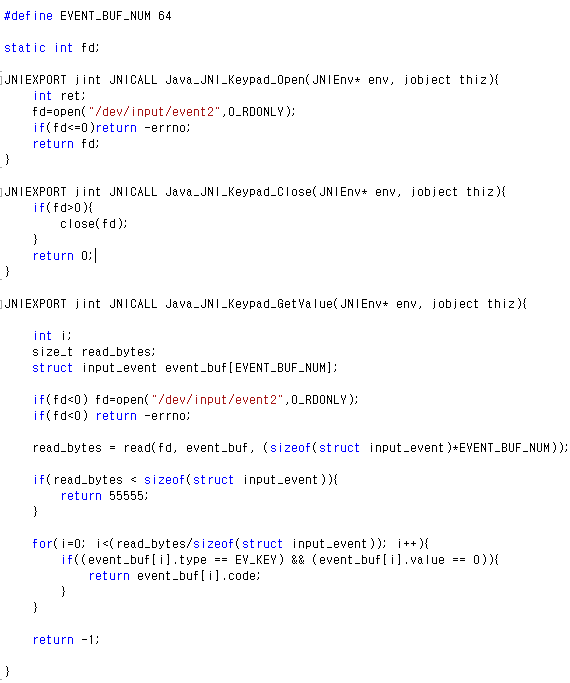 #define EVENT_BUF_NUM 64
static int fd;
JNIEXPORT jint JNICALL Java_JNI_Keypad_Open(JNIEnv* env, jobject thiz){
int ret;
fd=open("/dev/input/event2",O_RDONLY);
if(fd<=0)return -errno;
return fd;
}
JNIEXPORT jint JNICALL Java_JNI_Keypad_Close(JNIEnv* env, jobject thiz){
if(fd>0){
close(fd);
}
return 0;
}
JNIEXPORT jint JNICALL Java_JNI_Keypad_GetValue(JNIEnv* env, jobject thiz){
int i;
size_t read_bytes;
struct input_event event_buf[EVENT_BUF_NUM];
if(fd<0) fd=open("/dev/input/event2",O_RDONLY);
if(fd<0) return -errno;
read_bytes = read(fd, event_buf, (sizeof(struct input_event)*EVENT_BUF_NUM));
if(read_bytes < sizeof(struct input_event)){
return 55555;
}
for(i=0; i<(read_bytes/sizeof(struct input_event)); i++){
if((event_buf[i].type == EV_KEY) && (event_buf[i].value == 0)){
return event_buf[i].code;
}
}
return -1;
}